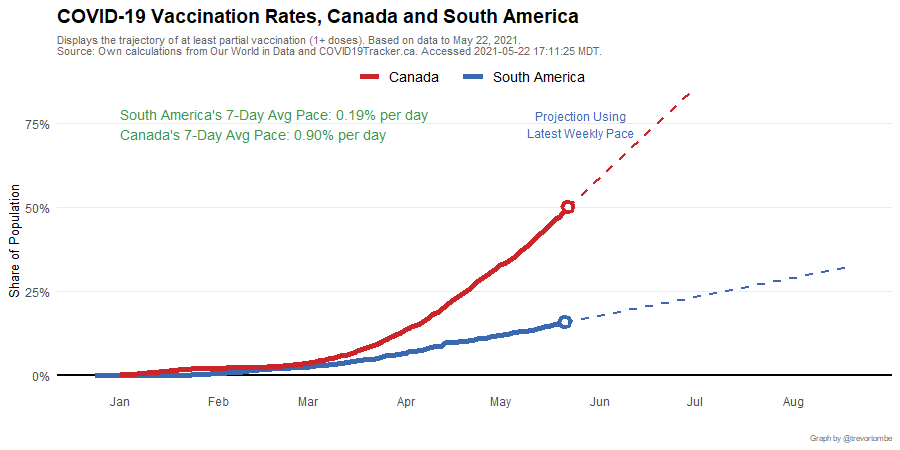 COVID-19 Vaccination Rates, Canada and South America
Displays the trajectory of at least partial vaccination (1+ doses). Based on data to May 22, 2021.
Source: Own calculations from Our World in Data and COVID19Tracker.ca. Accessed 2021-05-22 17:11:25 MDT.
Canada South America
South America's 7-Day Avg Pace: 0.19% per day
Canada's 7-Day Avg Pace: 0.90% per day
Projection Using
Latest Weekly Pace
Share of Population
75%
50%
25%
0%
Jan Feb Mar Apr May Jun Jul Aug
Graph by @trevortombe